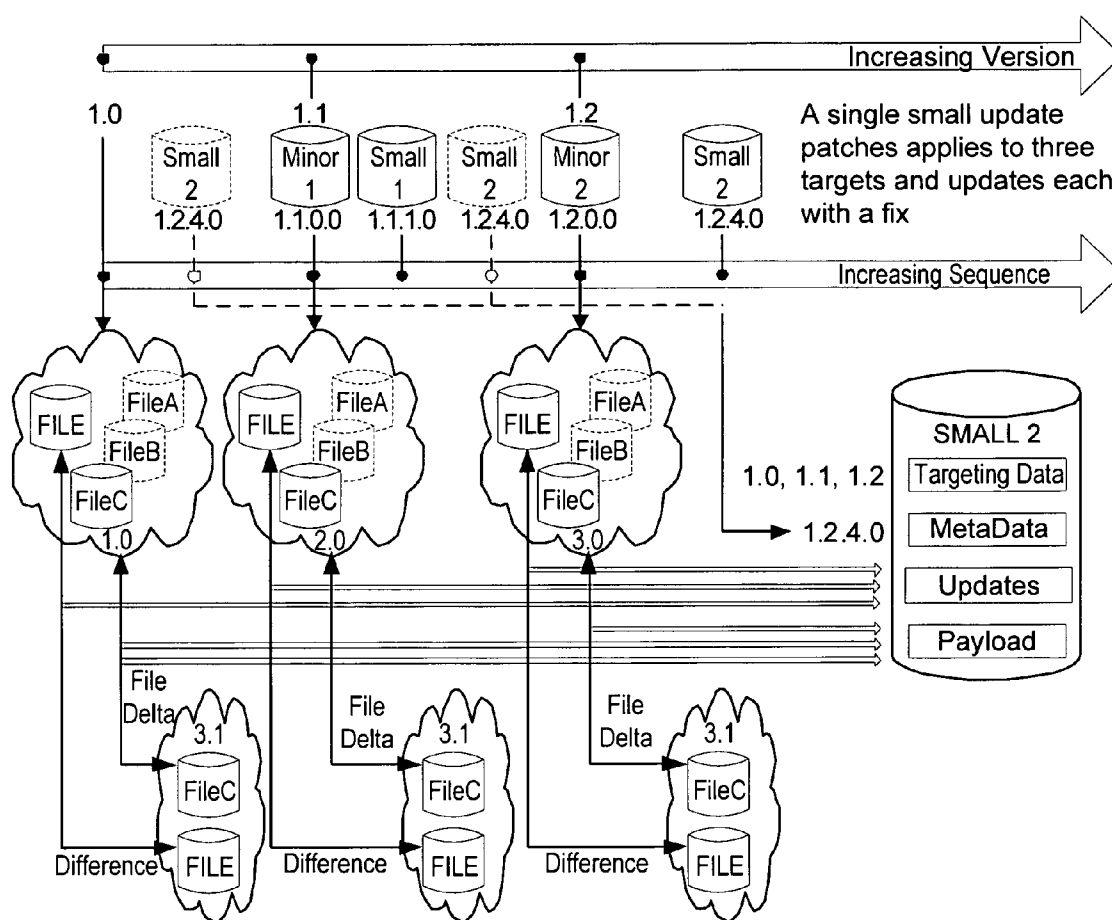 Increasing Version
1.0
1.1
1.2
A single small update
patches applies to three
targets and updates each
with a fix
Small
2
1.2.4.0
Minor
1
1.1.0.0
Small
1
1.1.1.0
Small
2
1.2.4.0
Minor
2
1.2.0.0
Small
2
1.2.4.0
Increasing Sequence
FILE
FileA
FileB
FileC
1.0
FILE
FileA
FileB
FileC
2.0
FILE
FileA
FileB
FileC
3.0
SMALL 2
1.0, 1.1, 1.2
Targeting Data
1.2.4.0
MetaData
Updates
Payload
File
Delta
3.1
FileC
FILE
Difference
File
Delta
3.1
FileC
FILE
Difference
File
Delta
3.1
FileC
FILE
Difference